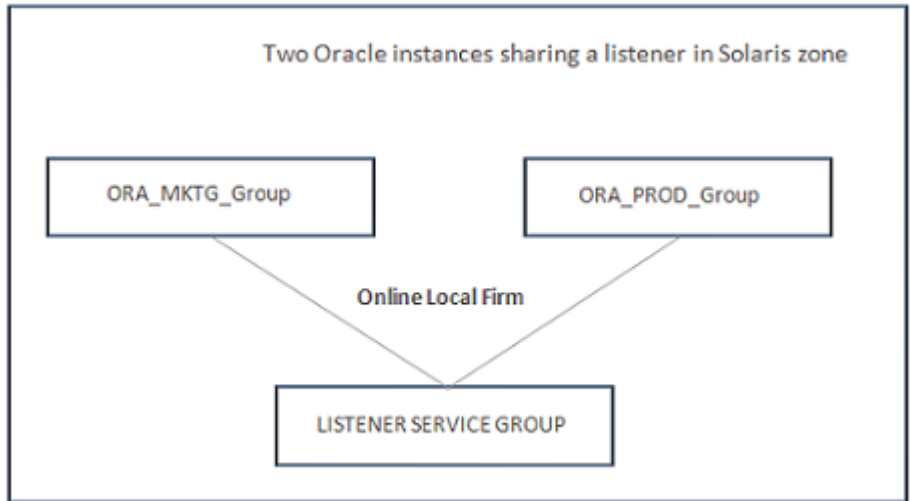 Two Oracle instances sharing a listener in Solaris zone
ORA_MKTG_Group
ORA_PROD_Group
Online Local Firm
LISTENER SERVICE GROUP